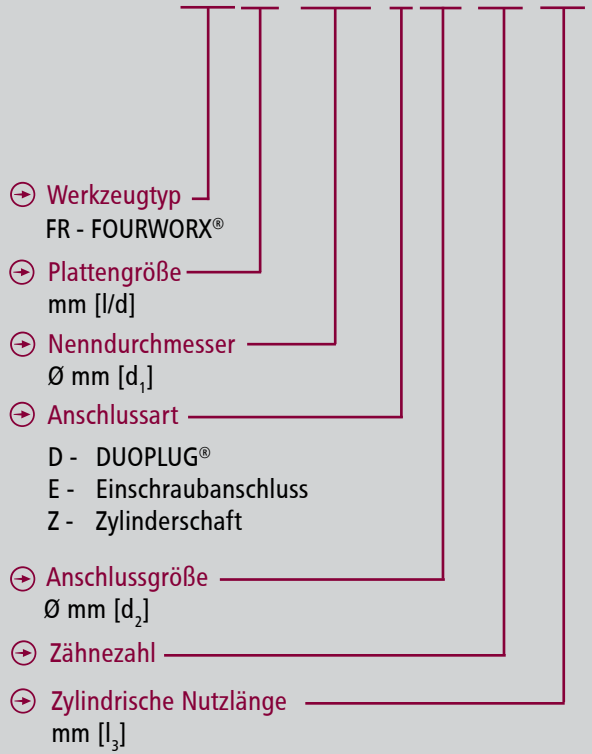 Werkzeugtyp
FR - FOURWORX®
Plattengröße
mm [l/d]
Nenndurchmesser
Ø mm [d₁]
Anschlussart
D - DUOPLUG®
E - Einschraubanschluss
Z - Zylinderschaft
Anschlussgröße
Ø mm [d₂]
Zähnezahl
Zylindrische Nutzlänge
mm [l₃]